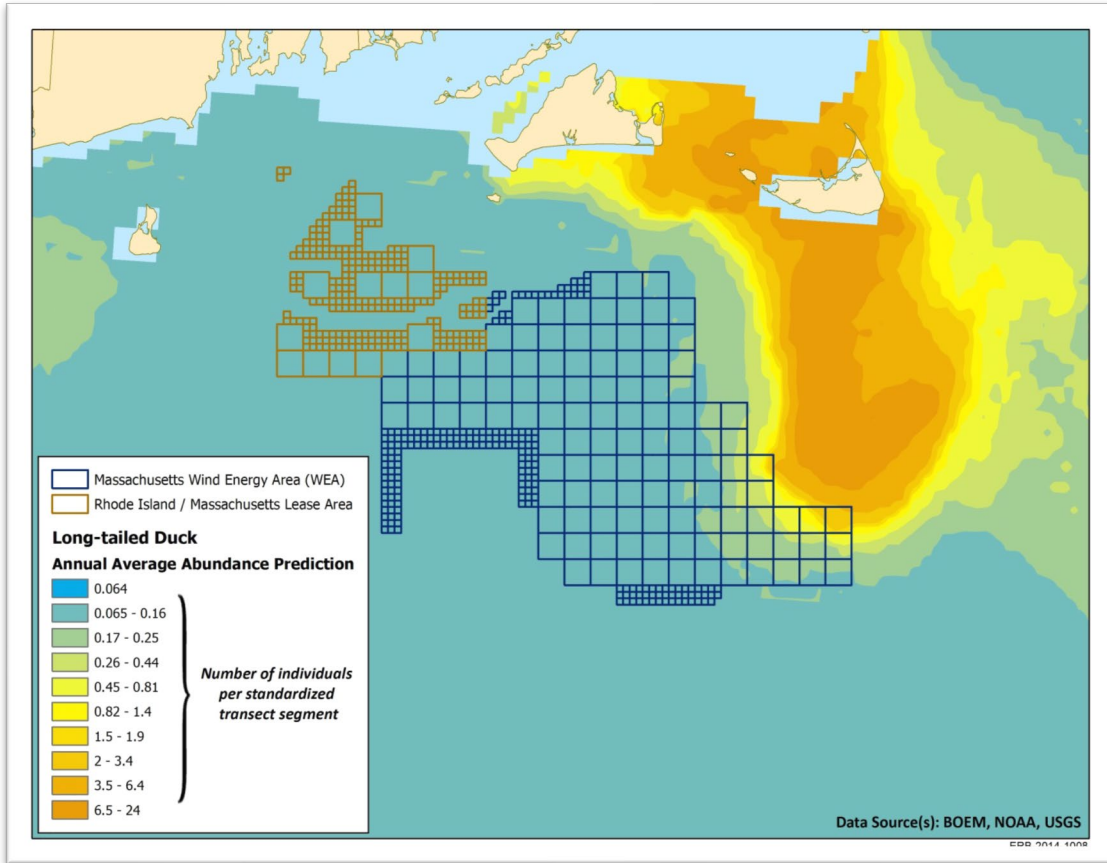 Massachusetts Wind Energy Area (WEA)
Rhode Island / Massachusetts Lease Area
Long-tailed Duck
Annual Average Abundance Prediction
0.064
0.065 - 0.16
0.17 - 0.25
0.26 - 0.44
0.45 - 0.81
0.82 - 1.4
1.5 - 1.9
2 - 3.4
3.5 - 6.4
6.5 - 24
Number of individuals
per standardized
transect segment
Data Source(s): BOEM, NOAA, USGS
ERB-2014-1008